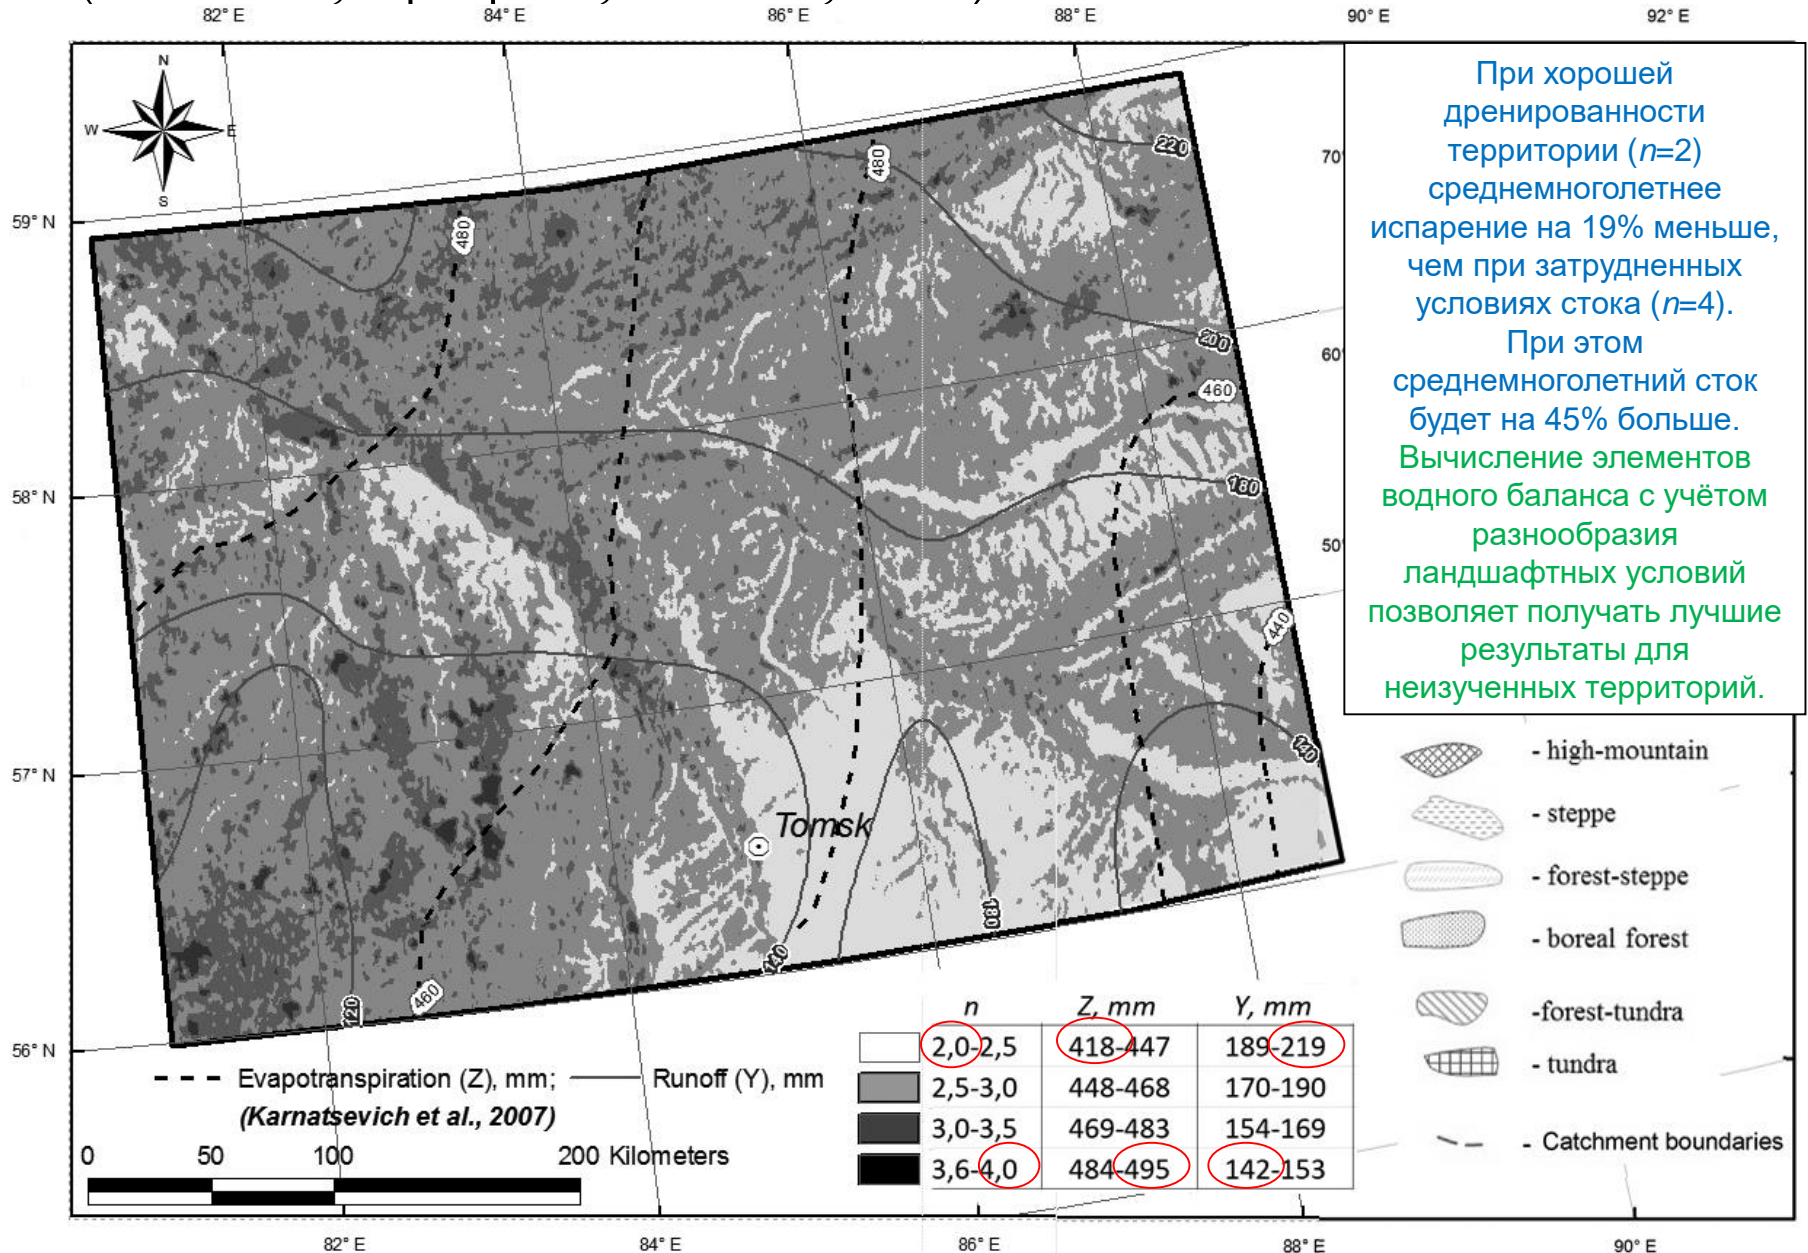 82° E
84° E
86° E
88° E
90° E
92° E
N
W
E
S
59° N
58° N
57° N
56° N
70°
60°
50°
480
480
220
200
460
180
440
140
180
140
460
120
Tomsk
При хорошей
дренированности
территории (n=2)
среднемноголетнее
испарение на 19% меньше,
чем при затрудненных
условиях стока (n=4).
При этом
среднемноголетний сток
будет на 45% больше.
Вычисление элементов
водного баланса с учётом
разнообразия
ландшафтных условий
позволяет получать лучшие
результаты для
неизученных территорий.
- high-mountain
- steppe
- forest-steppe
- boreal forest
-forest-tundra
- tundra
- Catchment boundaries
n Z, mm Y, mm
2,0-2,5 418-447 189-219
2,5-3,0 448-468 170-190
3,0-3,5 469-483 154-169
3,6-4,0 484-495 142-153
Evapotranspiration (Z), mm; Runoff (Y), mm
(Karnatsevich et al., 2007)
0 50 100 200 Kilometers
82° E
84° E
86° E
88° E
90° E